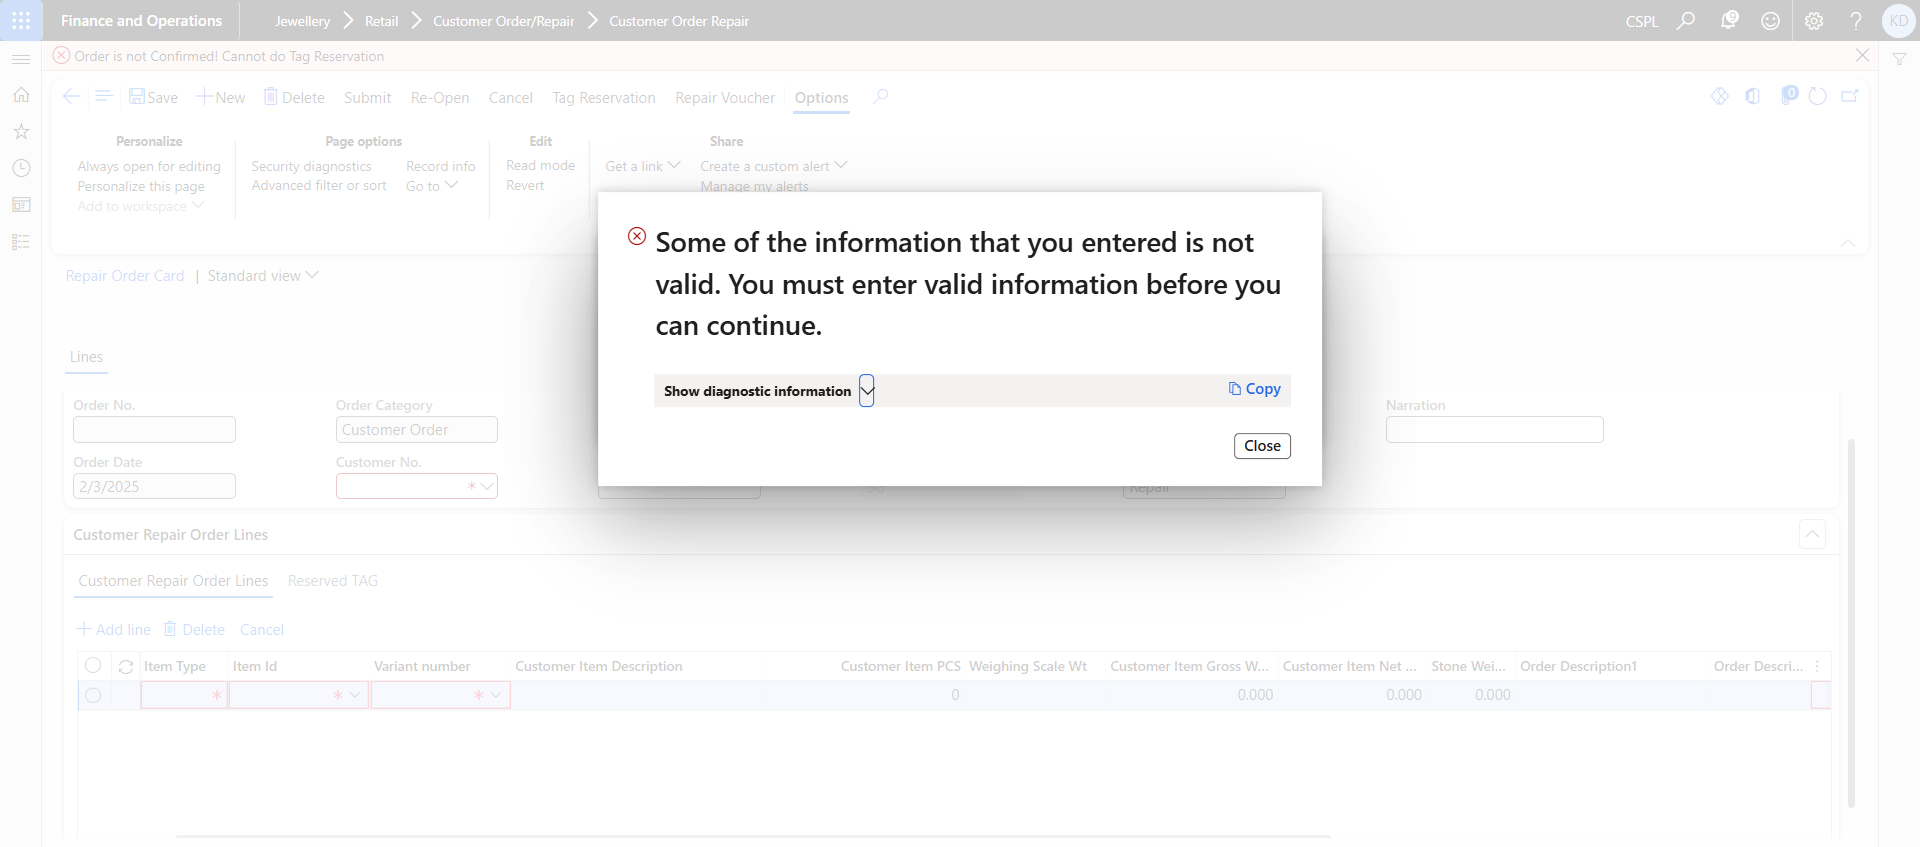 Finance and Operations
Jewellery
Retail
Customer Order/Repair
Customer Order Repair
CSPL
9
KD
Order is not Confirmed! Cannot do Tag Reservation
Save
New
Delete
Submit
Re-Open
Cancel
Tag Reservation
Repair Voucher
Options
0
Personalize
Always open for editing
Personalize this page
Add to workspace
Page options
Security diagnostics
Advanced filter or sort
Record info
Go to
Edit
Read mode
Revert
Share
Get a link
Create a custom alert
Manage my alerts
Some of the information that you entered is not
valid. You must enter valid information before you
can continue.
Show diagnostic information
Copy
Close
Repair Order Card | Standard view
Lines
Order No.
Order Category
Customer Order
Narration
Order Date
2/3/2025
Customer No.
*
Repair
Customer Repair Order Lines
Customer Repair Order Lines
Reserved TAG
Add line
Delete
Cancel
Item Type
Item Id
Variant number
Customer Item Description
Customer Item PCS
Weighing Scale Wt
Customer Item Gross W...
Customer Item Net ...
Stone Wei...
Order Description1
Order Descri...
*
*
*
0
0.000
0.000
0.000